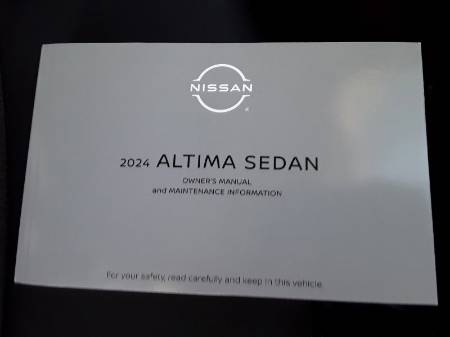 NISSAN
2024 ALTIMA SEDAN
OWNER'S MANUAL
and MAINTENANCE INFORMATION
For your safety, read carefully and keep in this vehicle.